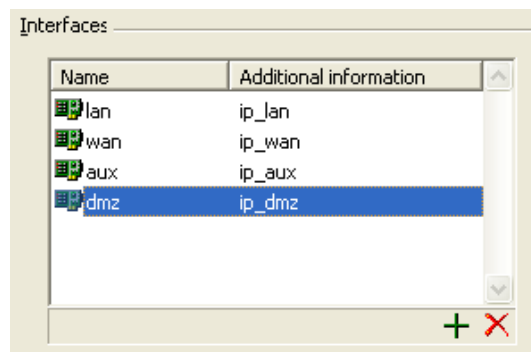 Interfaces
Name Additional information
lan ip_lan
wan ip_wan
aux ip_aux
dmz ip_dmz